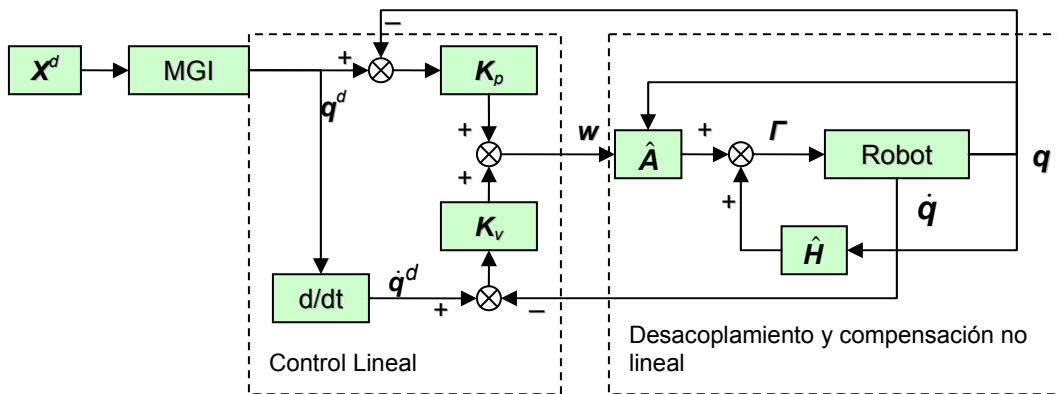 −
X^d
MGI
+
K_p
q^d
+
w
Â
+
Γ
Robot
q
+
K_v
+
q̇
Ĥ
d/dt
q̇^d
+
−
Control Lineal
Desacoplamiento y compensación no
lineal